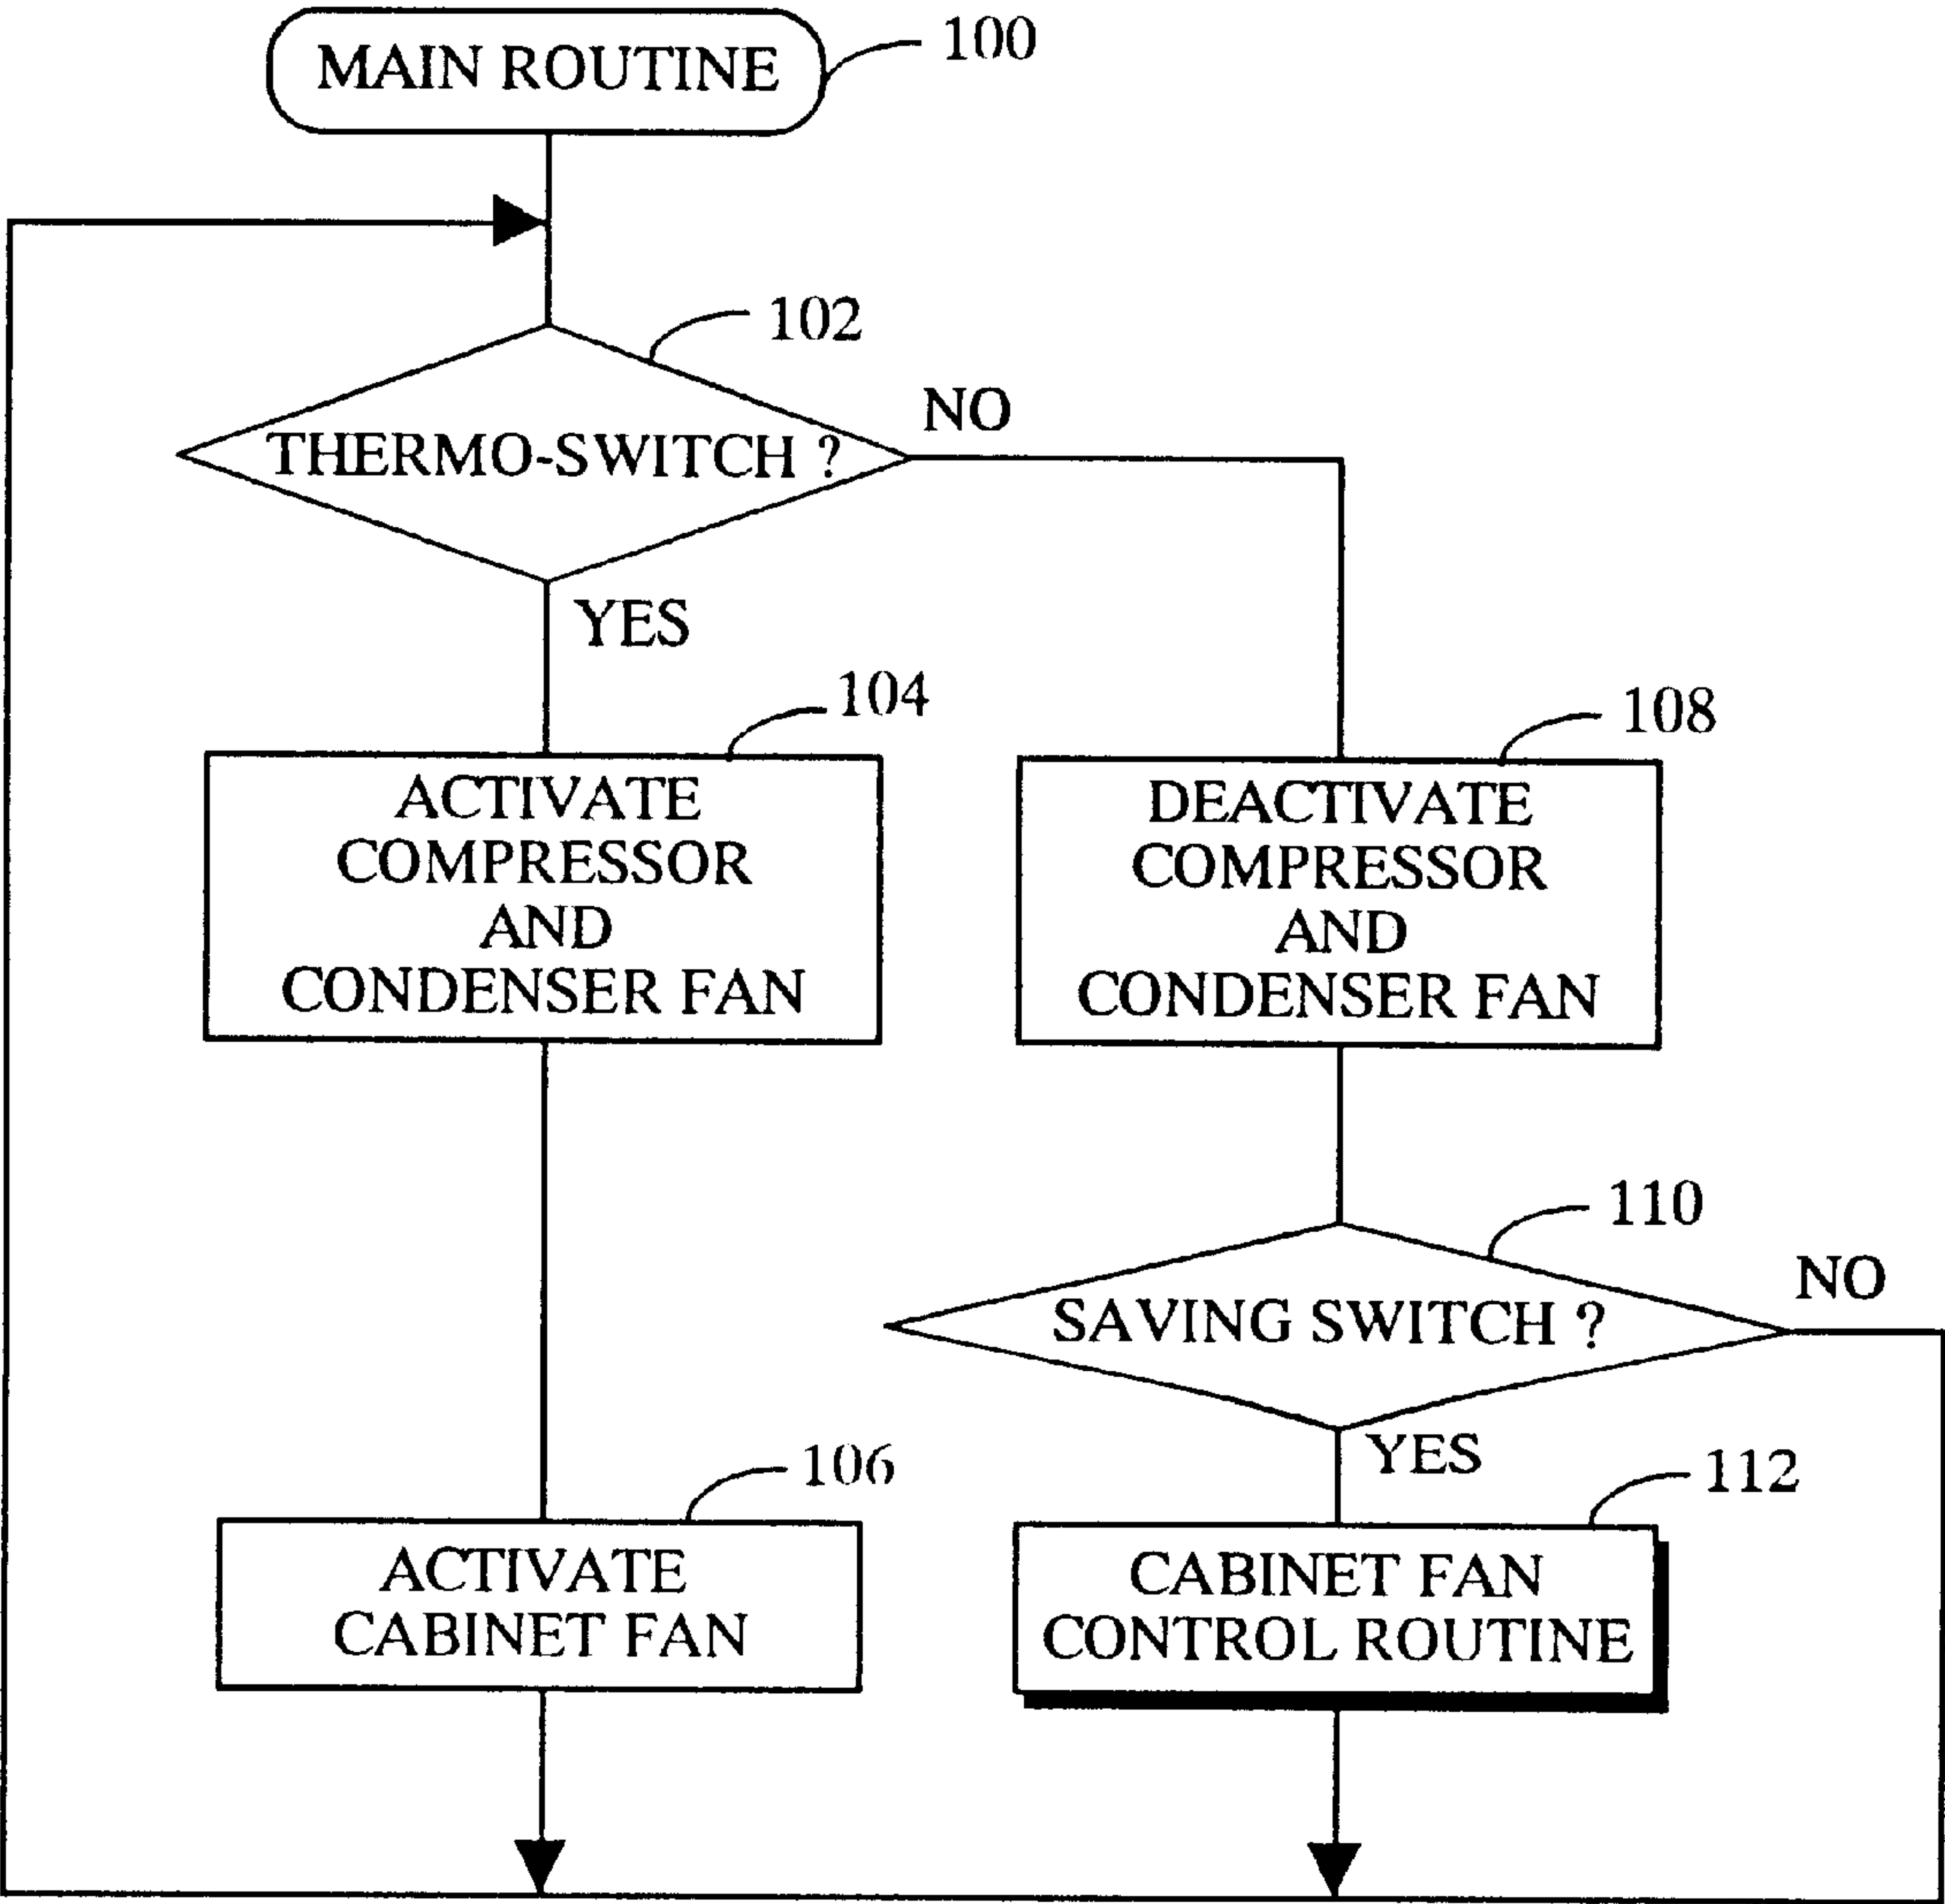 MAIN ROUTINE
100
102
THERMO-SWITCH ?
NO
YES
104
ACTIVATE
COMPRESSOR
AND
CONDENSER FAN
108
DEACTIVATE
COMPRESSOR
AND
CONDENSER FAN
110
SAVING SWITCH ?
NO
YES
106
ACTIVATE
CABINET FAN
112
CABINET FAN
CONTROL ROUTINE